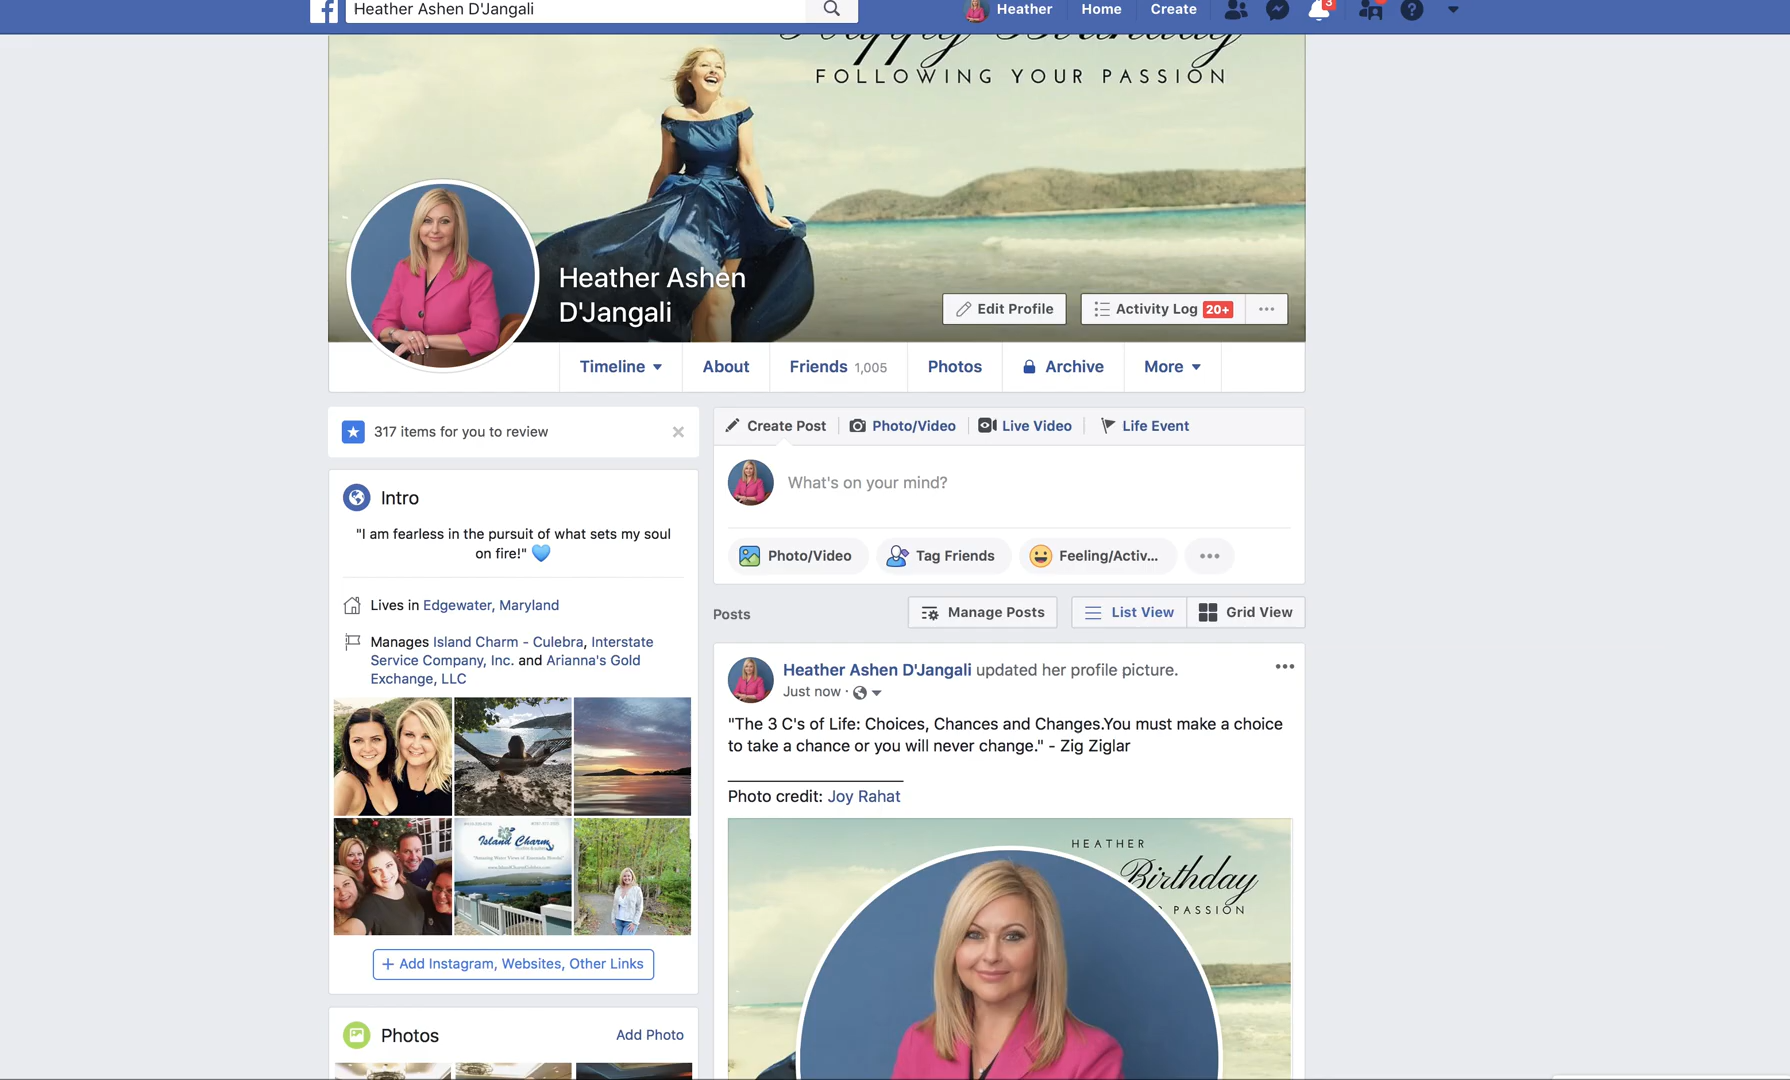 Heather Ashen D'Jangali
Heather
Home
Create
3
Happy Birthday
FOLLOWING YOUR PASSION
Heather Ashen
D'Jangali
Edit Profile
Activity Log 20+
Timeline
About
Friends 1,005
Photos
Archive
More
317 items for you to review
Intro
"I am fearless in the pursuit of what sets my soul
on fire!"
Lives in Edgewater, Maryland
Manages Island Charm - Culebra, Interstate
Service Company, Inc. and Arianna's Gold
Exchange, LLC
Island Charm
+ Add Instagram, Websites, Other Links
Photos
Add Photo
Create Post
Photo/Video
Live Video
Life Event
What's on your mind?
Photo/Video
Tag Friends
Feeling/Activ...
Posts
Manage Posts
List View
Grid View
Heather Ashen D'Jangali updated her profile picture.
Just now ·
"The 3 C's of Life: Choices, Chances and Changes.You must make a choice
to take a chance or you will never change." - Zig Ziglar
Photo credit: Joy Rahat
HEATHER
Birthday
PASSION